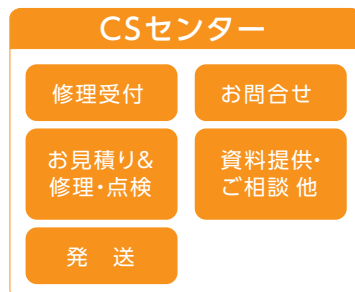 CSセンター
修理受付
お問合せ
お見積り&
修理・点検
資料提供・
ご相談 他
発　送